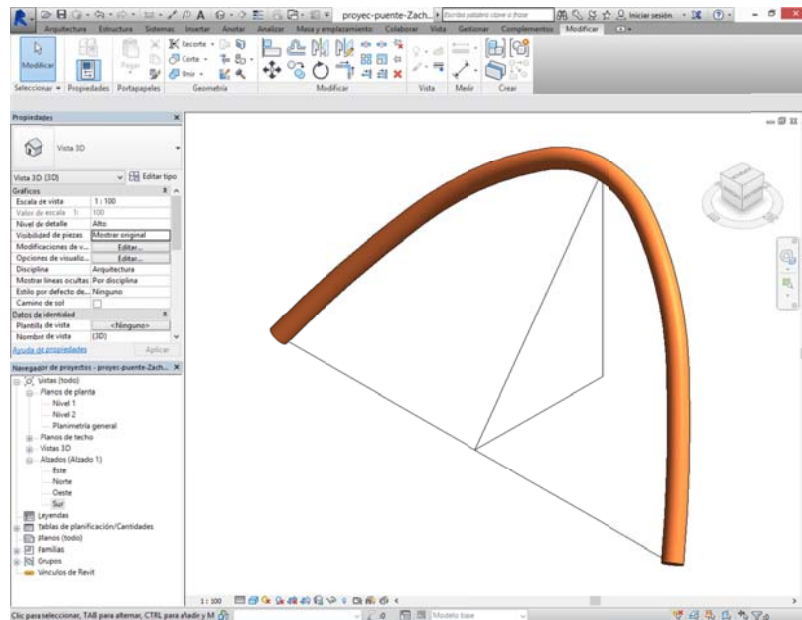 proyec-puente-Zach...
Escriba palabra clave o frase
Iniciar sesión
Arquitectura Estructura Sistemas Insertar Anotar Analizar Masa y emplazamiento Colaborar Vista Gestionar Complementos Modificar
Modificar
Pegar
Recorte
Corte
Unir
Seleccionar Propiedades Portapapeles Geometría Modificar Vista Medir Crear
Propiedades
Vista 3D
Vista 3D (3D) Editar tipo
Gráficos
Escala de vista 1 : 100
Valor de escala 1: 100
Nivel de detalle Alto
Visibilidad de piezas Mostrar original
Modificaciones de v... Editar...
Opciones de visualiz... Editar...
Disciplina Arquitectura
Mostrar líneas ocultas Por disciplina
Estilo por defecto de... Ninguno
Camino de sol
Datos de identidad
Plantilla de vista <Ninguno>
Nombre de vista (3D)
Ayuda de propiedades Aplicar
Navegador de proyectos - proyec-puente-Zach...
Vistas (todo)
Planos de planta
Nivel 1
Nivel 2
Planimetría general
Planos de techo
Vistas 3D
Alzados (Alzado 1)
Este
Norte
Oeste
Sur
Leyendas
Tablas de planificación/Cantidades
Planos (todo)
Familias
Grupos
Vínculos de Revit
1 : 100
Clic para seleccionar, TAB para alternar, CTRL para añadir y M
: 0
Modelo base
:0